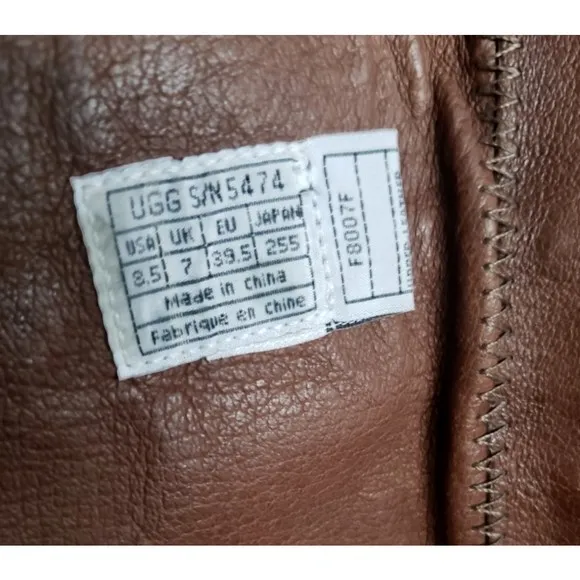 UGG S/N 5474
USA UK EU JAPAN
8.5 7 39.5 255
Made in china
Fabrique en chine
F8007F